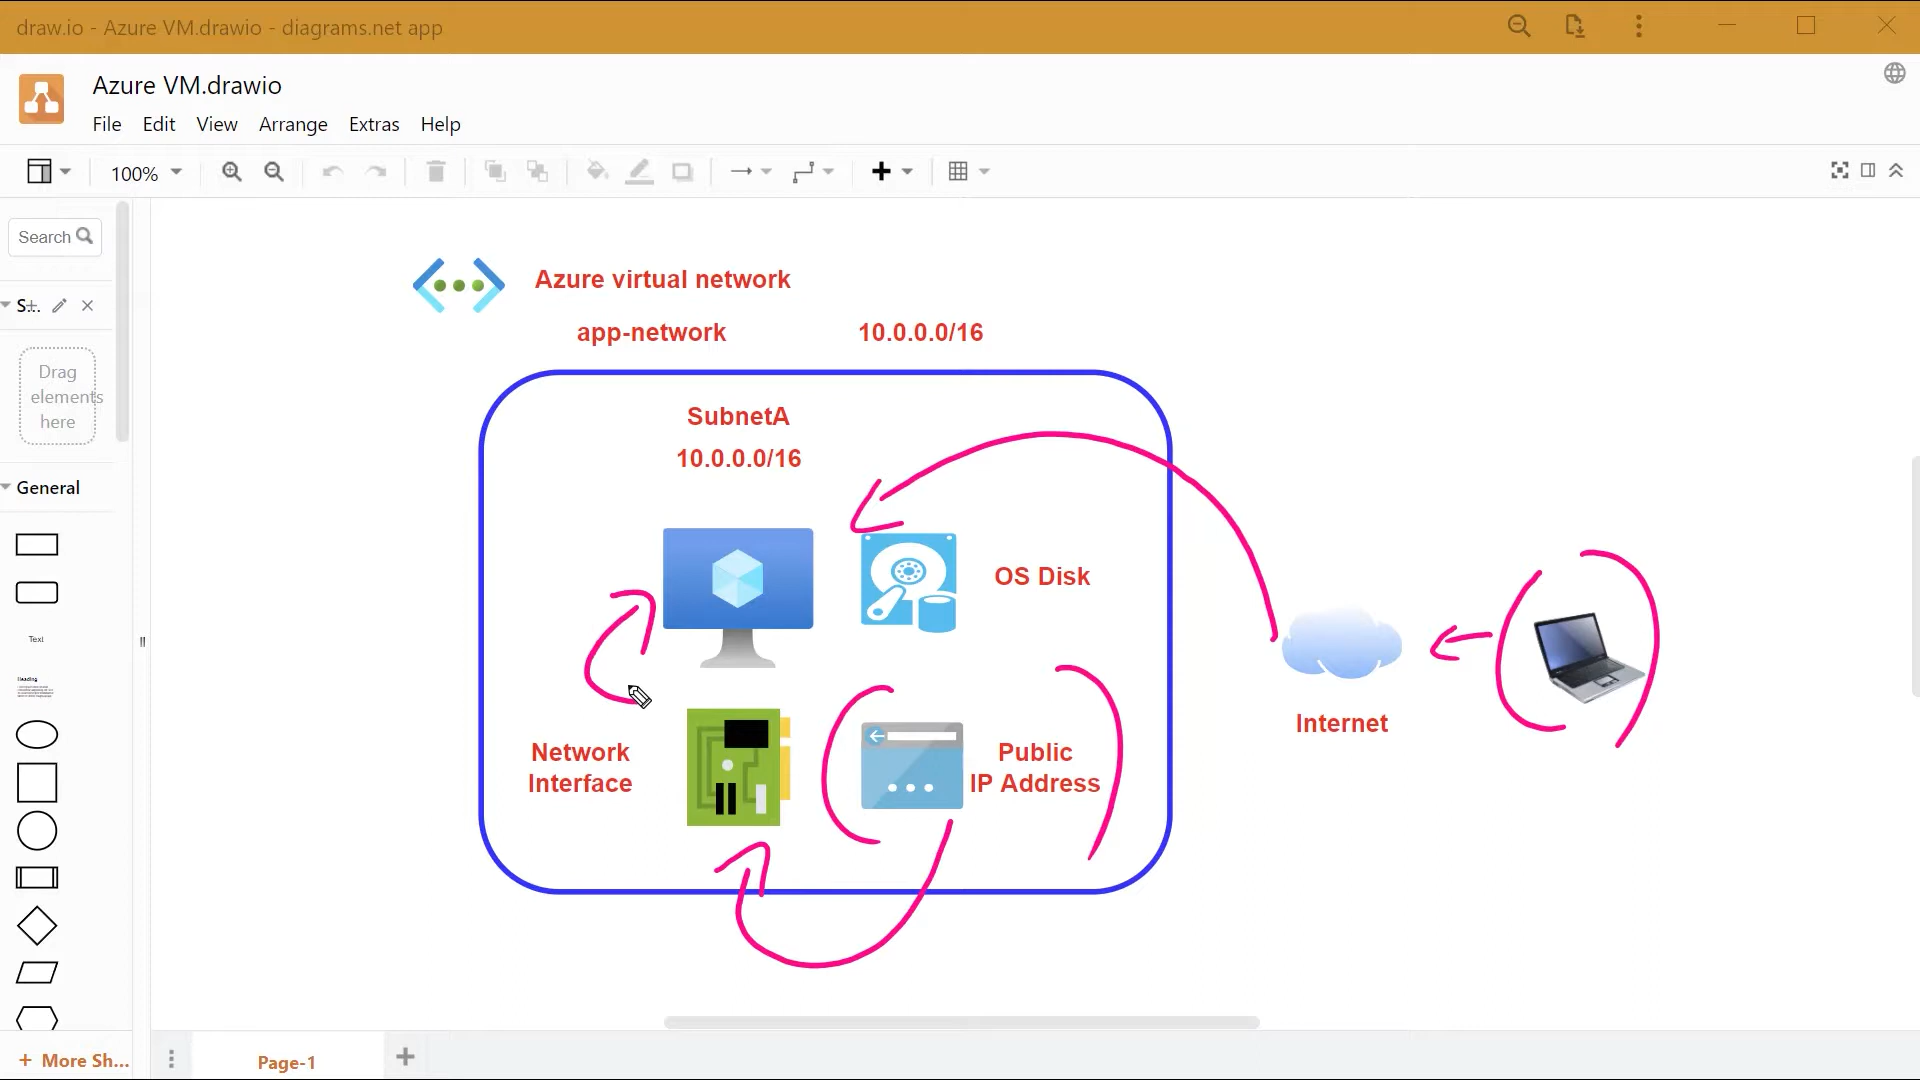 draw.io - Azure VM.drawio - diagrams.net app
Azure VM.drawio
File Edit View Arrange Extras Help
100%
Search
S...
Drag
elements
here
General
Text
Heading
Azure virtual network
app-network 10.0.0.0/16
SubnetA
10.0.0.0/16
OS Disk
Network
Interface
Public
IP Address
Internet
+ More Sh...
Page-1